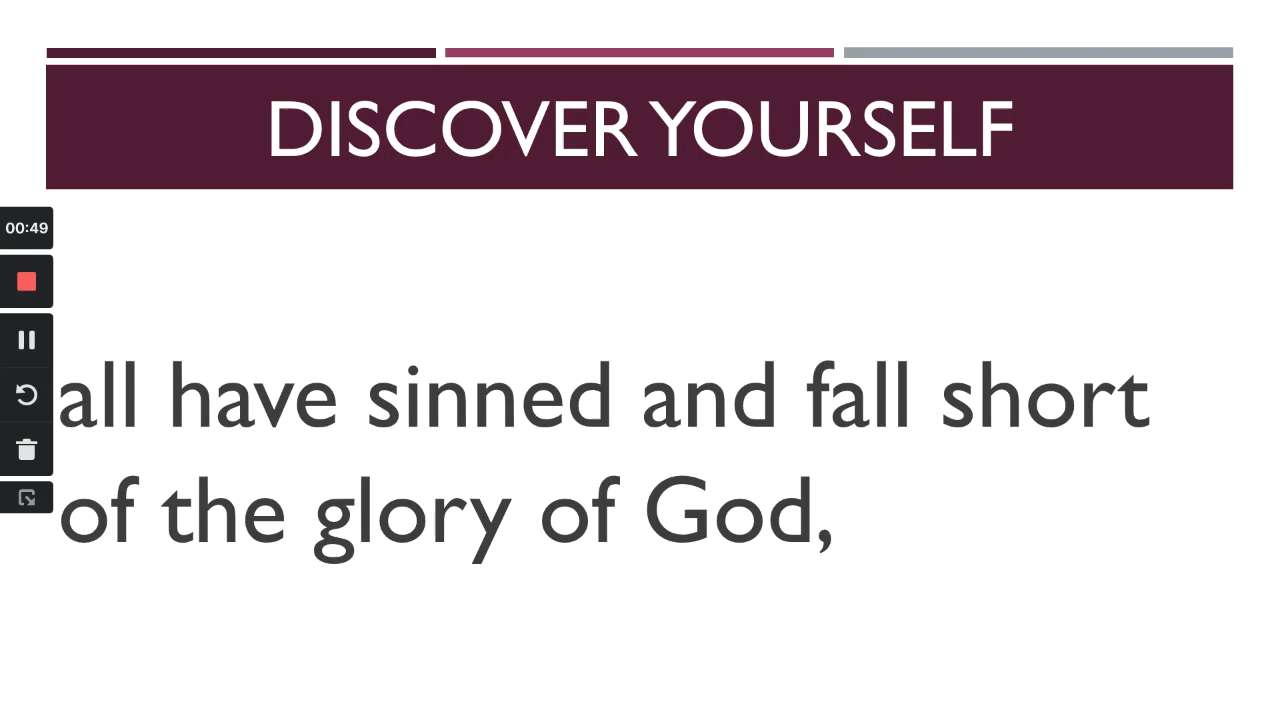 DISCOVER YOURSELF
00:49
all have sinned and fall short
of the glory of God,